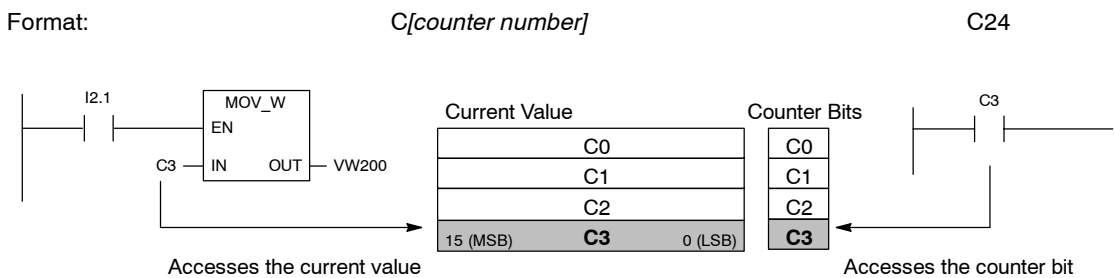 Format: C[counter number] C24
I2.1
MOV_W
EN
C3 IN OUT VW200
Current Value
C0
C1
C2
15 (MSB) C3 0 (LSB)
Counter Bits
C0
C1
C2
C3
C3
Accesses the current value
Accesses the counter bit